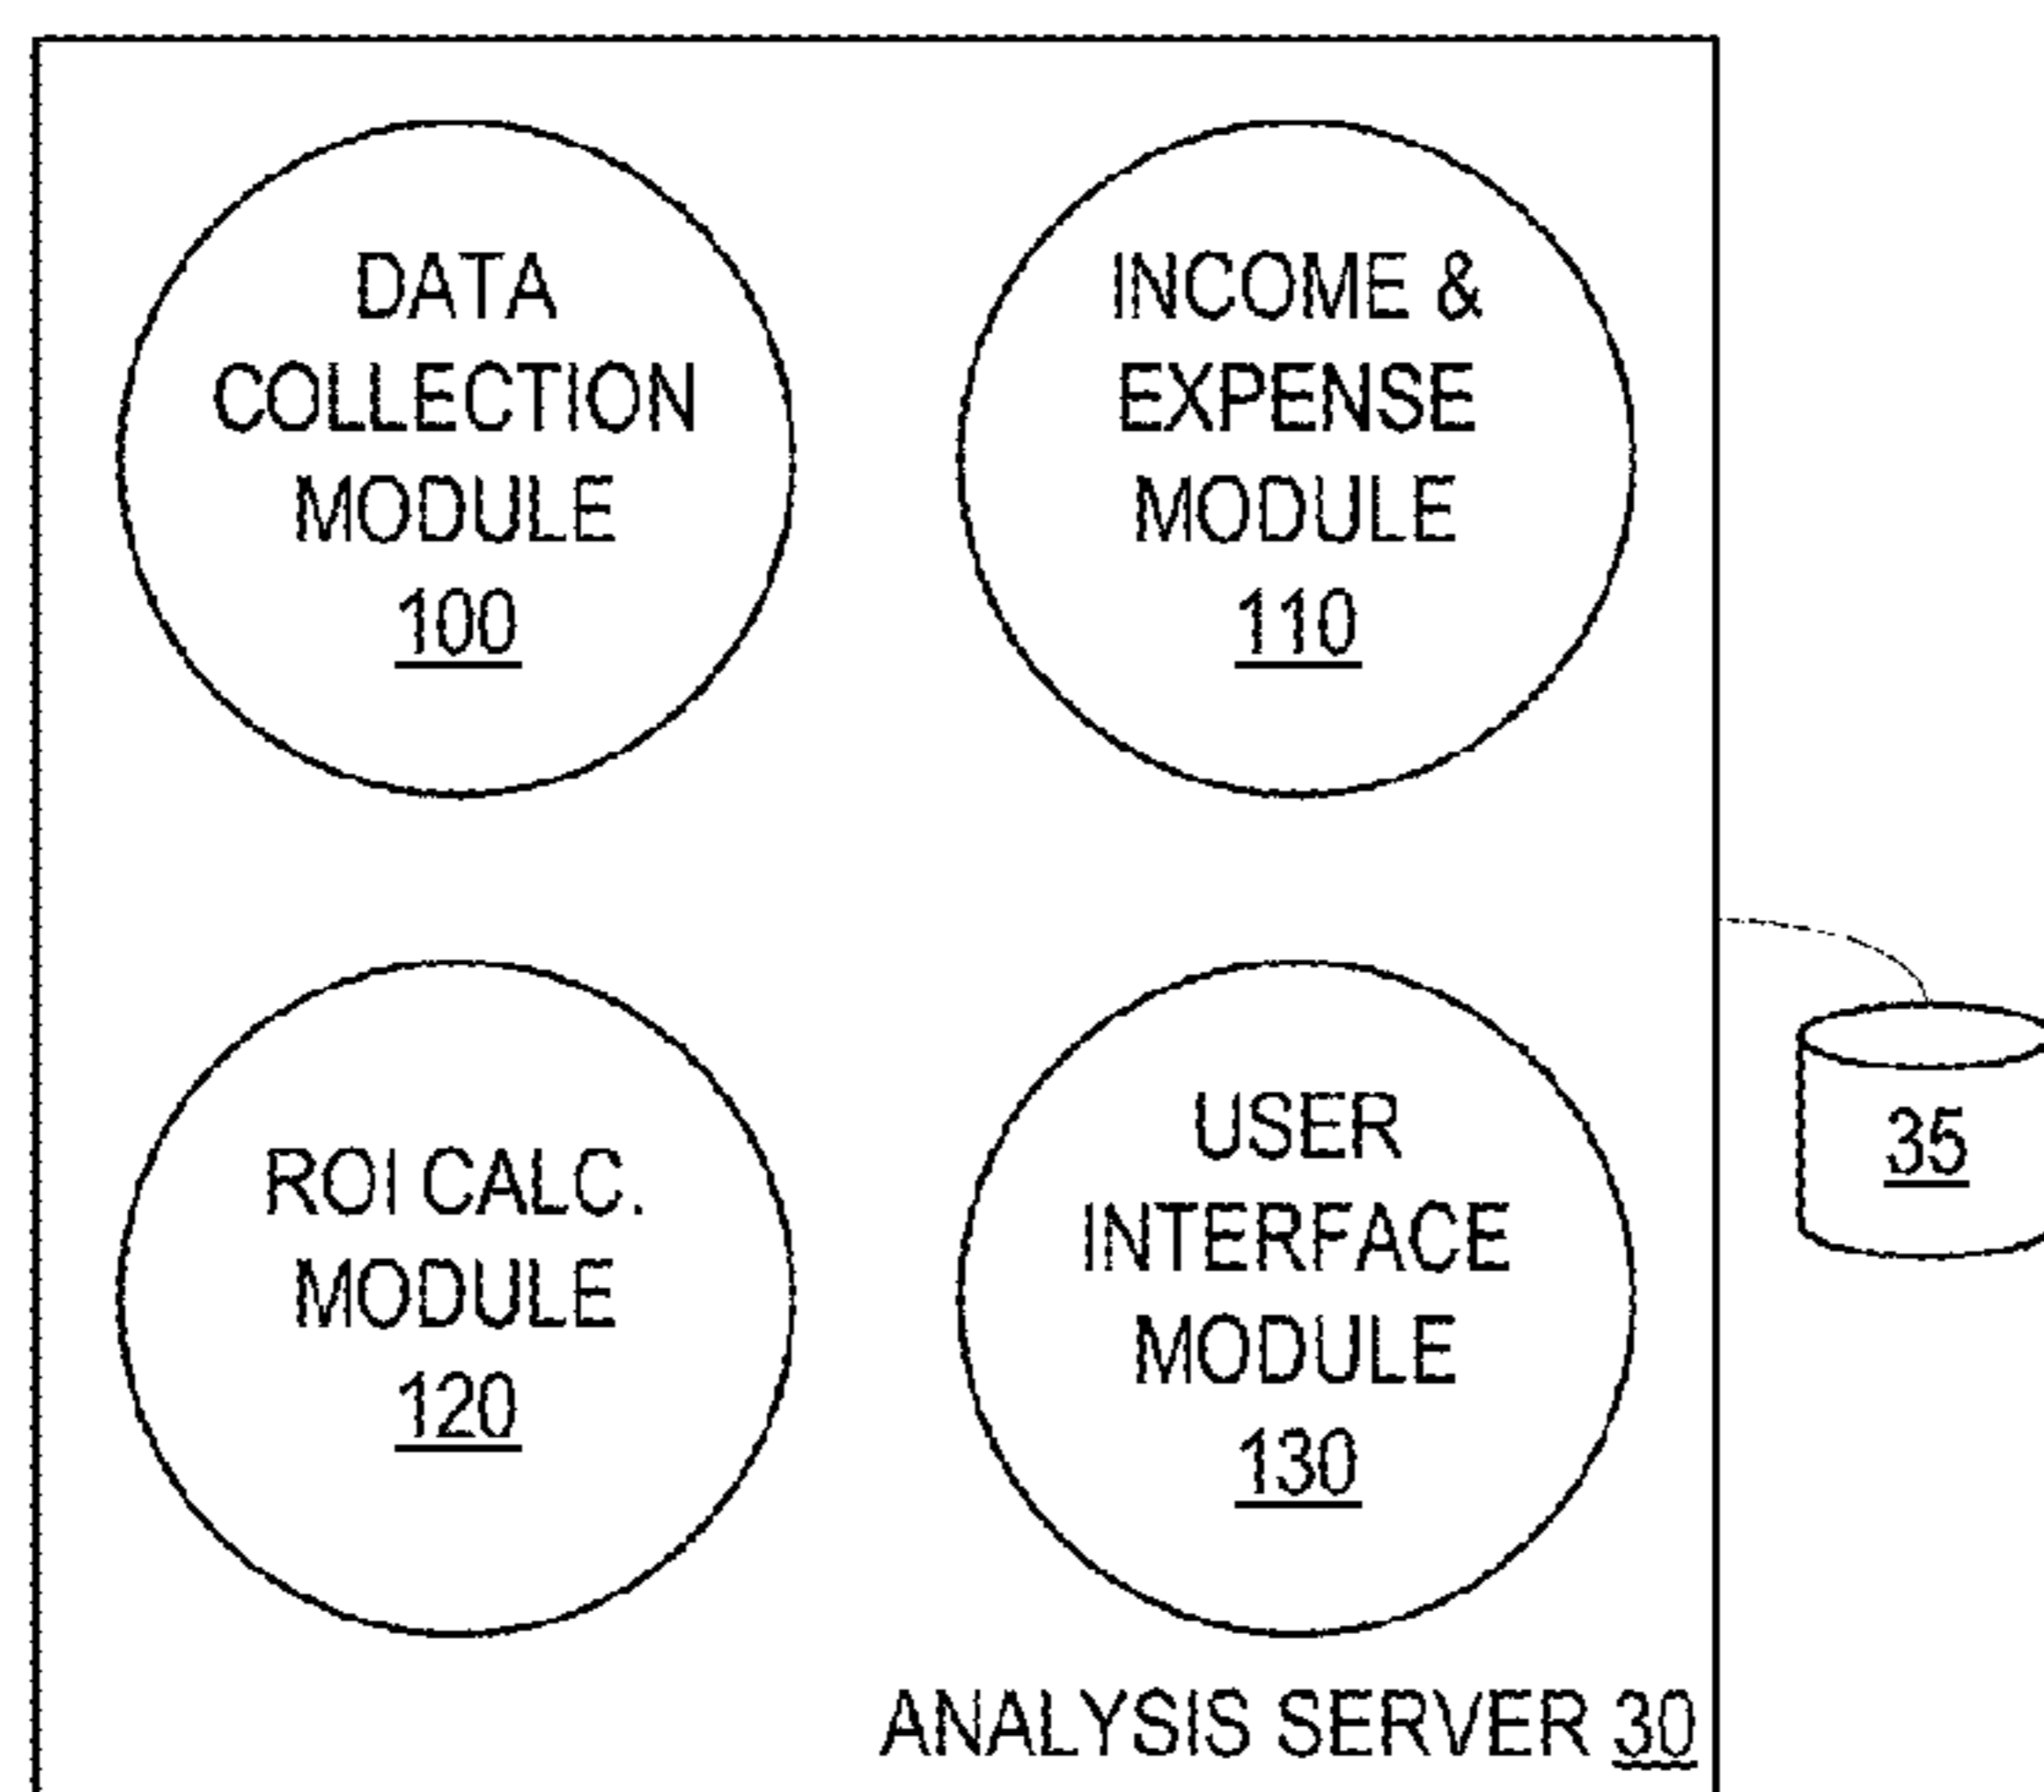 DATA
COLLECTION
MODULE
100
INCOME &
EXPENSE
MODULE
110
ROI CALC.
MODULE
120
USER
INTERFACE
MODULE
130
35
ANALYSIS SERVER 30